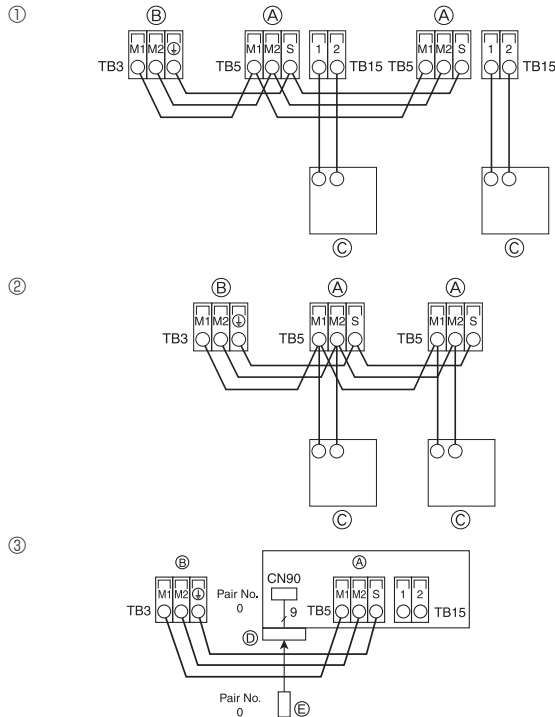 ①
Ⓑ Ⓐ Ⓐ
M1 M2 ⏚ M1 M2 S 1 2 M1 M2 S 1 2
TB3 TB5 TB15 TB5 TB15
Ⓒ Ⓒ
②
Ⓑ Ⓐ Ⓐ
M1 M2 ⏚ M1 M2 S M1 M2 S
TB3 TB5 TB5
Ⓒ Ⓒ
③
Ⓑ Ⓐ
CN90
Pair No.
0
M1 M2 ⏚ M1 M2 S 1 2
TB3 9 TB5 TB15
Ⓓ
Pair No.
0
Ⓔ